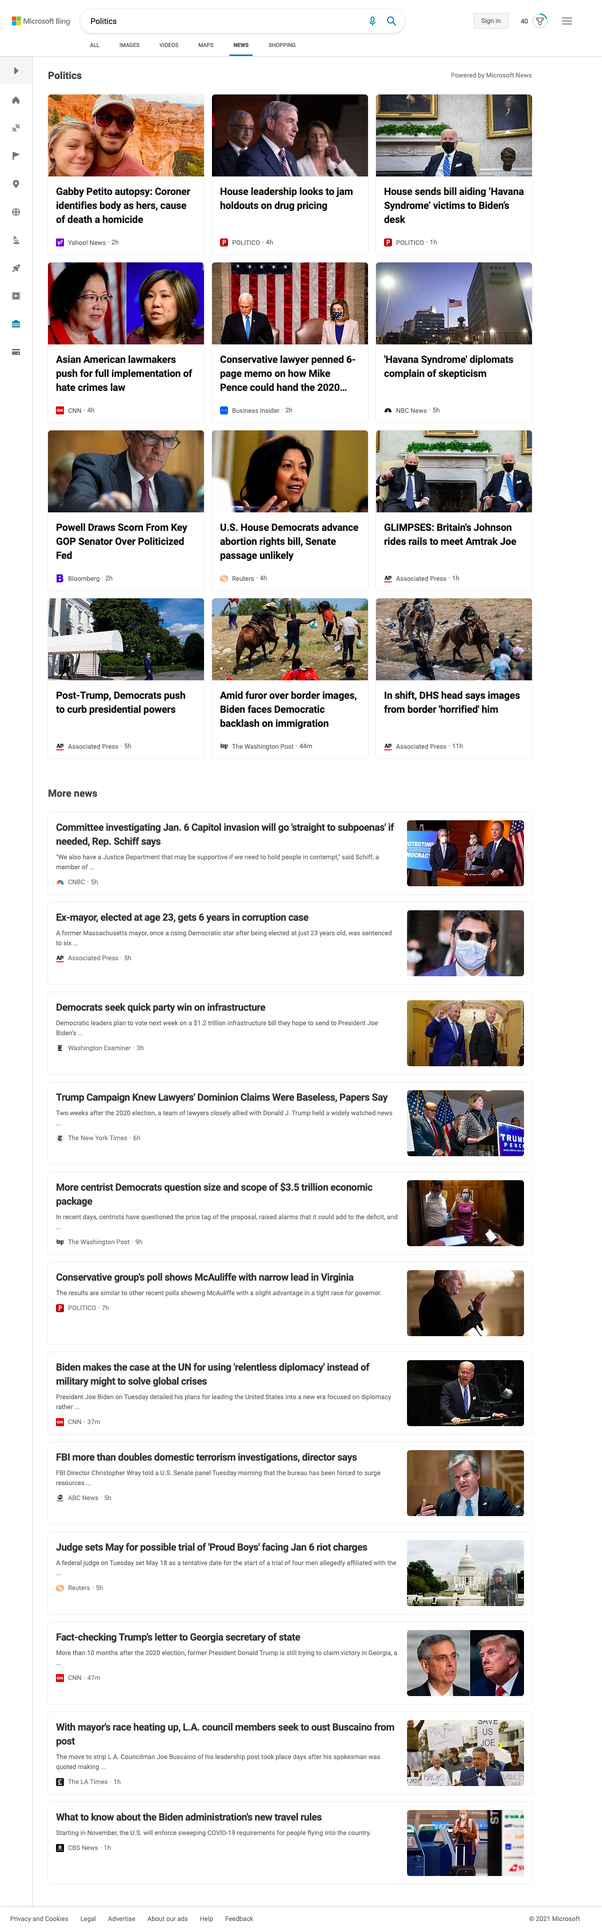 Microsoft Bing
Politics
Sign in
40
ALL
IMAGES
VIDEOS
MAPS
NEWS
SHOPPING
Politics
Powered by Microsoft News
Gabby Petito autopsy: Coroner
identifies body as hers, cause
of death a homicide
Yahoo! News · 2h
House leadership looks to jam
holdouts on drug pricing
POLITICO · 4h
House sends bill aiding ‘Havana
Syndrome’ victims to Biden’s
desk
POLITICO · 1h
Asian American lawmakers
push for full implementation of
hate crimes law
CNN · 4h
Conservative lawyer penned 6-
page memo on how Mike
Pence could hand the 2020...
Business Insider · 2h
'Havana Syndrome' diplomats
complain of skepticism
NBC News · 5h
Powell Draws Scorn From Key
GOP Senator Over Politicized
Fed
Bloomberg · 2h
U.S. House Democrats advance
abortion rights bill, Senate
passage unlikely
Reuters · 4h
GLIMPSES: Britain's Johnson
rides rails to meet Amtrak Joe
Associated Press · 1h
Post-Trump, Democrats push
to curb presidential powers
Associated Press · 5h
Amid furor over border images,
Biden faces Democratic
backlash on immigration
The Washington Post · 44m
In shift, DHS head says images
from border 'horrified' him
Associated Press · 11h
More news
Committee investigating Jan. 6 Capitol invasion will go 'straight to subpoenas' if
needed, Rep. Schiff says
"We also have a Justice Department that may be supportive if we need to hold people in contempt," said Schiff, a
member of ...
CNBC · 5h
Ex-mayor, elected at age 23, gets 6 years in corruption case
A former Massachusetts mayor, once a rising Democratic star after being elected at just 23 years old, was sentenced
to six ...
Associated Press · 5h
Democrats seek quick party win on infrastructure
Democratic leaders plan to vote next week on a $1.2 trillion infrastructure bill they hope to send to President Joe
Biden's ...
Washington Examiner · 3h
Trump Campaign Knew Lawyers' Dominion Claims Were Baseless, Papers Say
Two weeks after the 2020 election, a team of lawyers closely allied with Donald J. Trump held a widely watched news
...
The New York Times · 6h
More centrist Democrats question size and scope of $3.5 trillion economic
package
In recent days, centrists have questioned the price tag of the proposal, raised alarms that it could add to the deficit, and
...
The Washington Post · 9h
Conservative group's poll shows McAuliffe with narrow lead in Virginia
The results are similar to other recent polls showing McAuliffe with a slight advantage in a tight race for governor.
POLITICO · 7h
Biden makes the case at the UN for using 'relentless diplomacy' instead of
military might to solve global crises
President Joe Biden on Tuesday detailed his plans for leading the United States into a new era focused on diplomacy
rather ...
CNN · 37m
FBI more than doubles domestic terrorism investigations, director says
FBI Director Christopher Wray told a U.S. Senate panel Tuesday morning that the bureau has been forced to surge
resources ...
ABC News · 5h
Judge sets May for possible trial of 'Proud Boys' facing Jan 6 riot charges
A federal judge on Tuesday set May 18 as a tentative date for the start of a trial of four men allegedly affiliated with the
...
Reuters · 5h
Fact-checking Trump's letter to Georgia secretary of state
More than 10 months after the 2020 election, former President Donald Trump is still trying to claim victory in Georgia, a
...
CNN · 47m
With mayor's race heating up, L.A. council members seek to oust Buscaino from
post
The move to strip L.A. Councilman Joe Buscaino of his leadership post took place days after his spokesman was
quoted making ...
SAVE
US
JOE
The LA Times · 1h
What to know about the Biden administration's new travel rules
Starting in November, the U.S. will enforce sweeping COVID-19 requirements for people flying into the country.
CBS News · 1h
Privacy and Cookies
Legal
Advertise
About our ads
Help
Feedback
© 2021 Microsoft